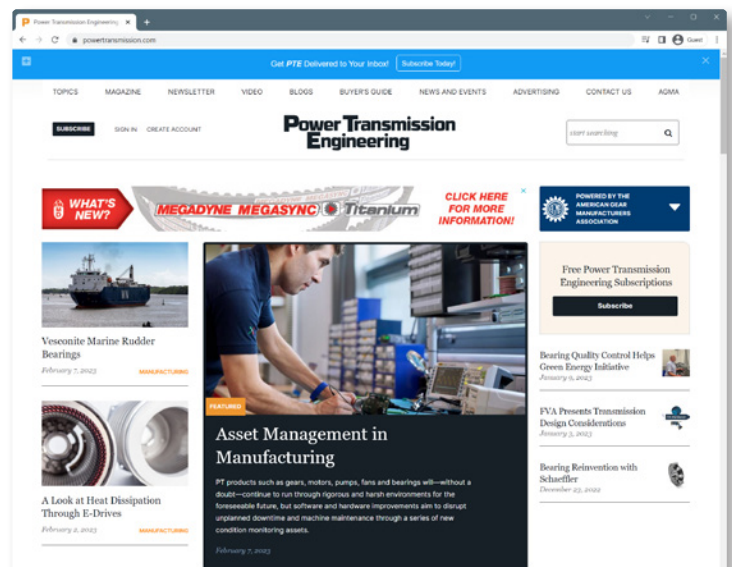 Power Transmission Engineering
powertransmission.com
Guest
Get PTE Delivered to Your Inbox!
Subscribe Today!
TOPICS MAGAZINE NEWSLETTER VIDEO BLOGS BUYER'S GUIDE NEWS AND EVENTS ADVERTISING CONTACT US AGMA
SUBSCRIBE SIGN IN CREATE ACCOUNT
Power Transmission
Engineering
start searching
WHAT'S
NEW?
MEGADYNE MEGASYNC Titanium
CLICK HERE
FOR MORE
INFORMATION!
POWERED BY THE
AMERICAN GEAR
MANUFACTURERS
ASSOCIATION
Vesconite Marine Rudder
Bearings
February 7, 2023 MANUFACTURING
A Look at Heat Dissipation
Through E-Drives
February 2, 2023 MANUFACTURING
FEATURED
Asset Management in
Manufacturing
PT products such as gears, motors, pumps, fans and bearings will—without a
doubt—continue to run through rigorous and harsh environments for the
foreseeable future, but software and hardware improvements aim to disrupt
unplanned downtime and machine maintenance through a series of new
condition monitoring assets.
February 7, 2023
Free Power Transmission
Engineering Subscriptions
Subscribe
Bearing Quality Control Helps
Green Energy Initiative
January 9, 2023
FVA Presents Transmission
Design Considerations
January 3, 2023
Bearing Reinvention with
Schaeffler
December 23, 2022